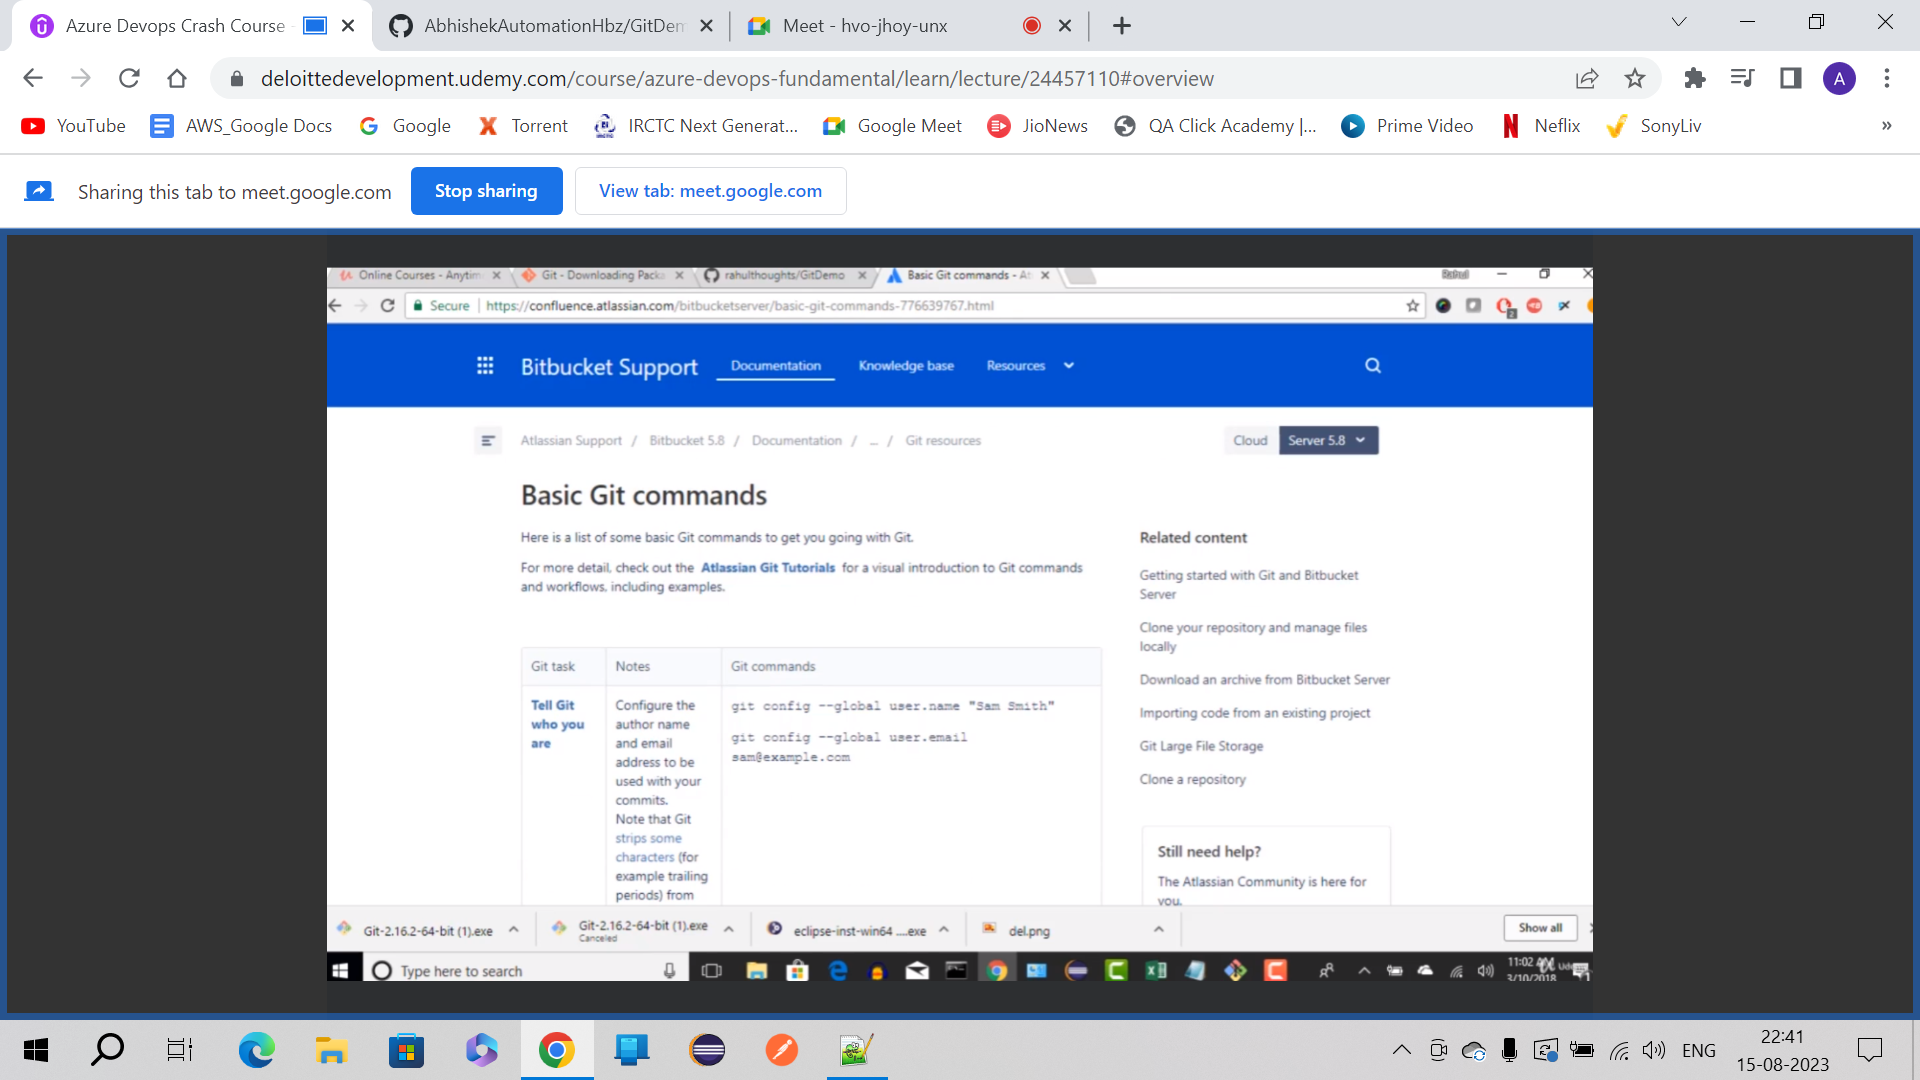 Azure Devops Crash Course
AbhishekAutomationHbz/GitDem
Meet - hvo-jhoy-unx
deloittedevelopment.udemy.com/course/azure-devops-fundamental/learn/lecture/24457110#overview
A
YouTube
AWS_Google Docs
Google
Torrent
IRCTC Next Generat...
Google Meet
JioNews
QA Click Academy |...
Prime Video
Neflix
SonyLiv
»
Sharing this tab to meet.google.com
Stop sharing
View tab: meet.google.com
Online Courses - Anytim
Git - Downloading Packa
rahulthoughts/GitDemo
Basic Git commands - At
Rahul
Secure
https://confluence.atlassian.com/bitbucketserver/basic-git-commands-776639767.html
Bitbucket Support
Documentation
Knowledge base
Resources
Atlassian Support / Bitbucket 5.8 / Documentation / ... / Git resources
Cloud
Server 5.8
Basic Git commands
Here is a list of some basic Git commands to get you going with Git.
For more detail, check out the Atlassian Git Tutorials for a visual introduction to Git commands
and workflows, including examples.
Git task
Notes
Git commands
Tell Git
who you
are
Configure the
author name
and email
address to be
used with your
commits.
Note that Git
strips some
characters (for
example trailing
periods) from
git config --global user.name "Sam Smith"
git config --global user.email
sam@example.com
Related content
Getting started with Git and Bitbucket
Server
Clone your repository and manage files
locally
Download an archive from Bitbucket Server
Importing code from an existing project
Git Large File Storage
Clone a repository
Still need help?
The Atlassian Community is here for
you.
Git-2.16.2-64-bit (1).exe
Git-2.16.2-64-bit (1).exe
Canceled
eclipse-inst-win64 ....exe
del.png
Show all
Type here to search
11:02 AM
3/10/2018
ENG
22:41
15-08-2023